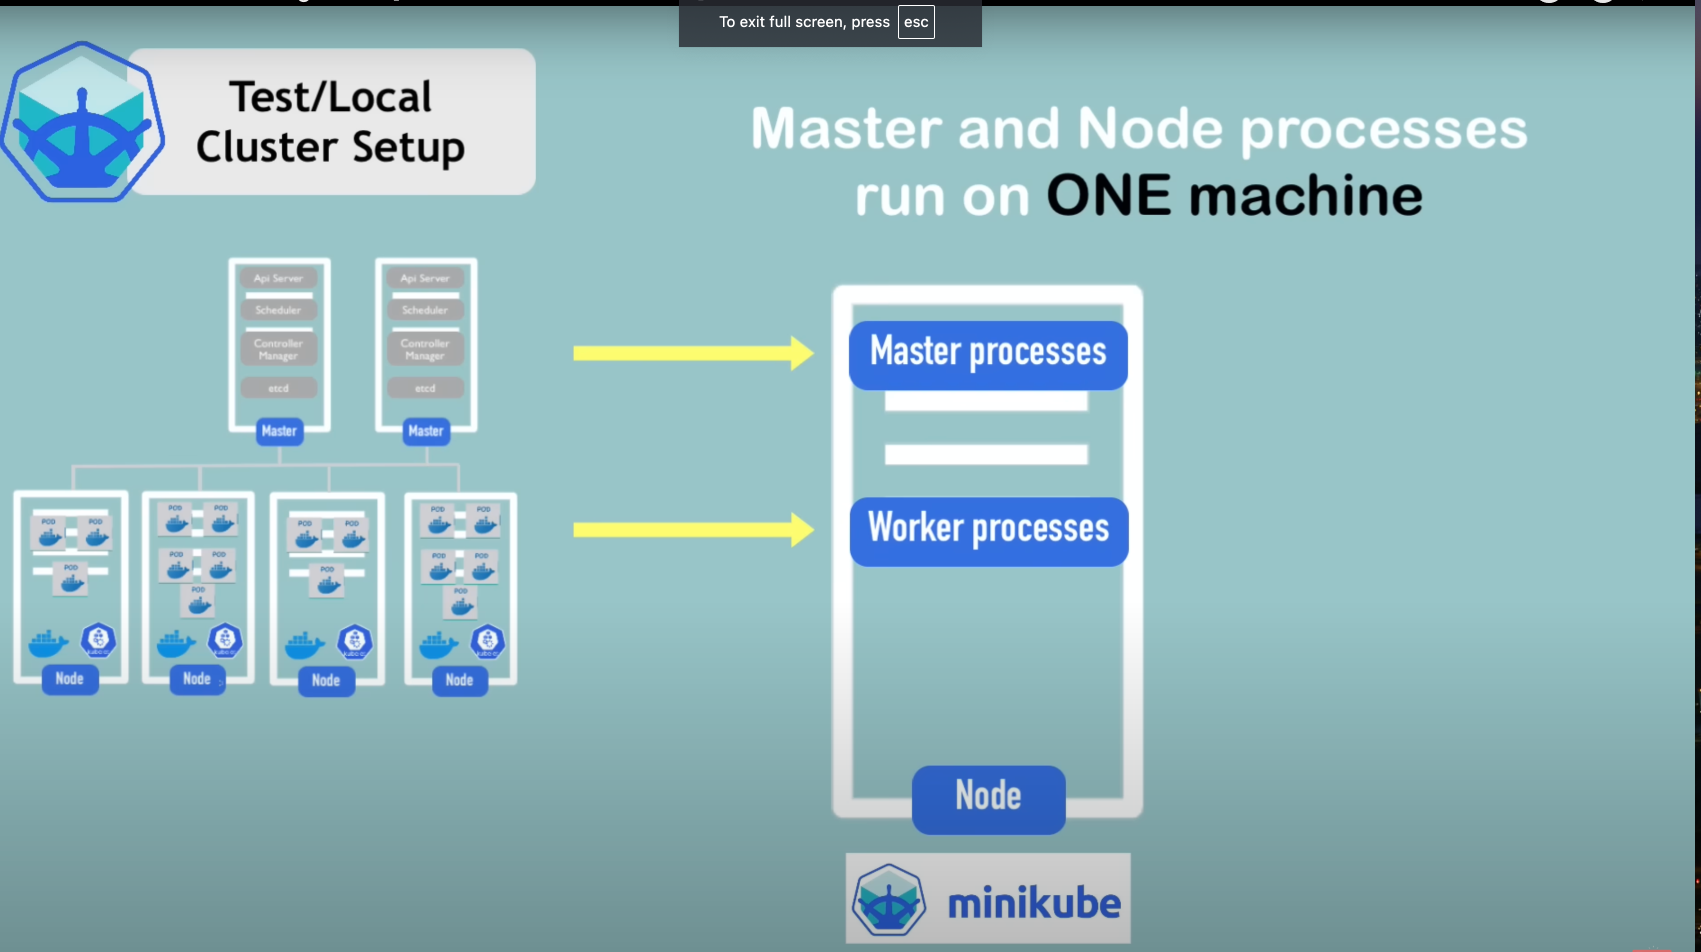 To exit full screen, press esc
Test/Local
Cluster Setup
Master and Node processes
run on ONE machine
Api Server
Scheduler
Controller
Manager
etcd
Master
Api Server
Scheduler
Controller
Manager
etcd
Master
Master processes
Worker processes
POD
POD
POD
Node
POD
POD
POD
POD
POD
Node
POD
POD
POD
Node
POD
POD
POD
POD
POD
Node
Node
minikube